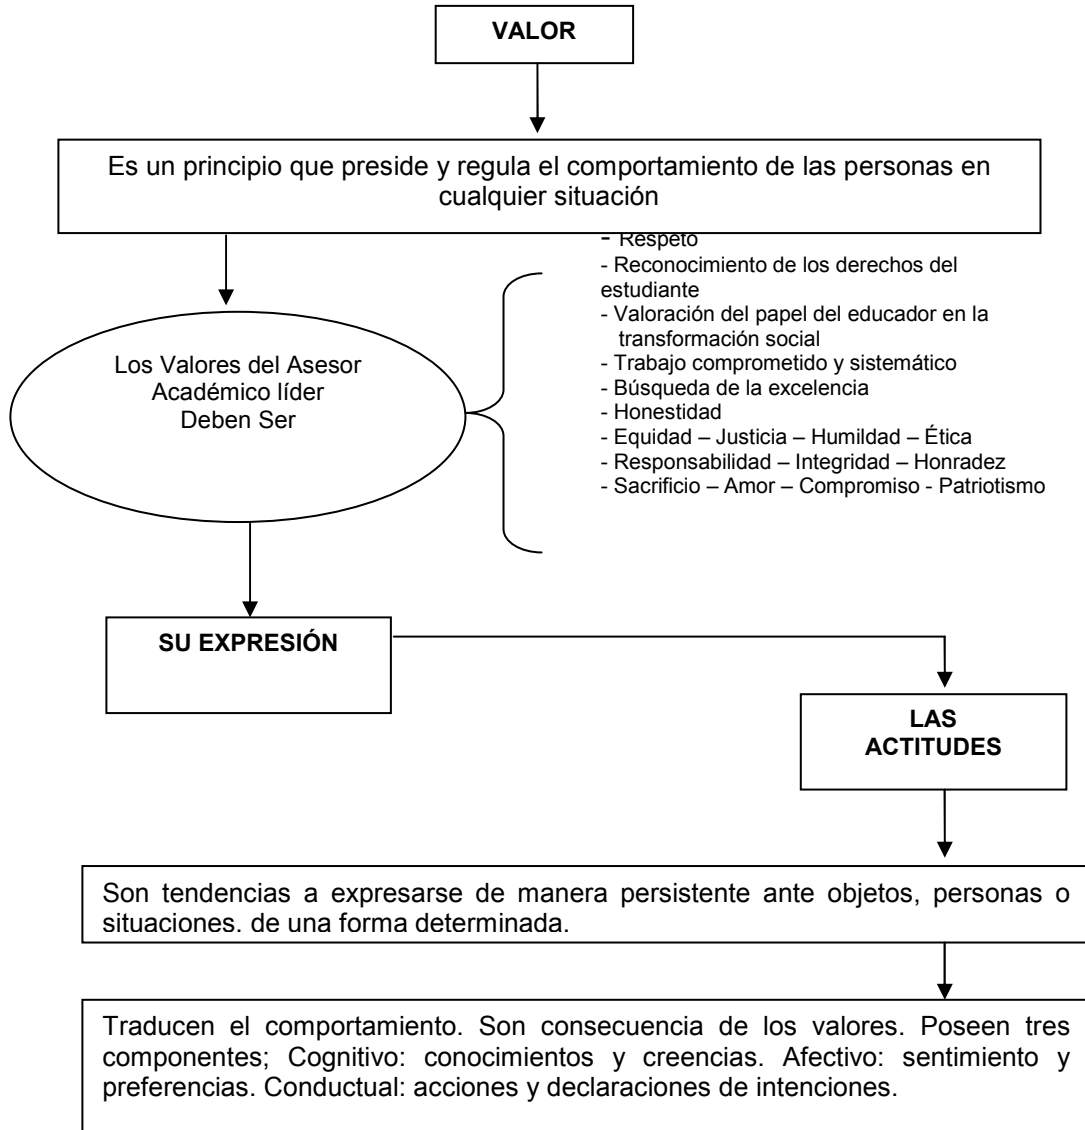 VALOR
Es un principio que preside y regula el comportamiento de las personas en
cualquier situación
- Respeto
- Reconocimiento de los derechos del
estudiante
- Valoración del papel del educador en la
transformación social
- Trabajo comprometido y sistemático
- Búsqueda de la excelencia
- Honestidad
- Equidad – Justicia – Humildad – Ética
- Responsabilidad – Integridad – Honradez
- Sacrificio – Amor – Compromiso - Patriotismo
Los Valores del Asesor
Académico líder
Deben Ser
SU EXPRESIÓN
LAS
ACTITUDES
Son tendencias a expresarse de manera persistente ante objetos, personas o
situaciones. de una forma determinada.
Traducen el comportamiento. Son consecuencia de los valores. Poseen tres
componentes; Cognitivo: conocimientos y creencias. Afectivo: sentimiento y
preferencias. Conductual: acciones y declaraciones de intenciones.